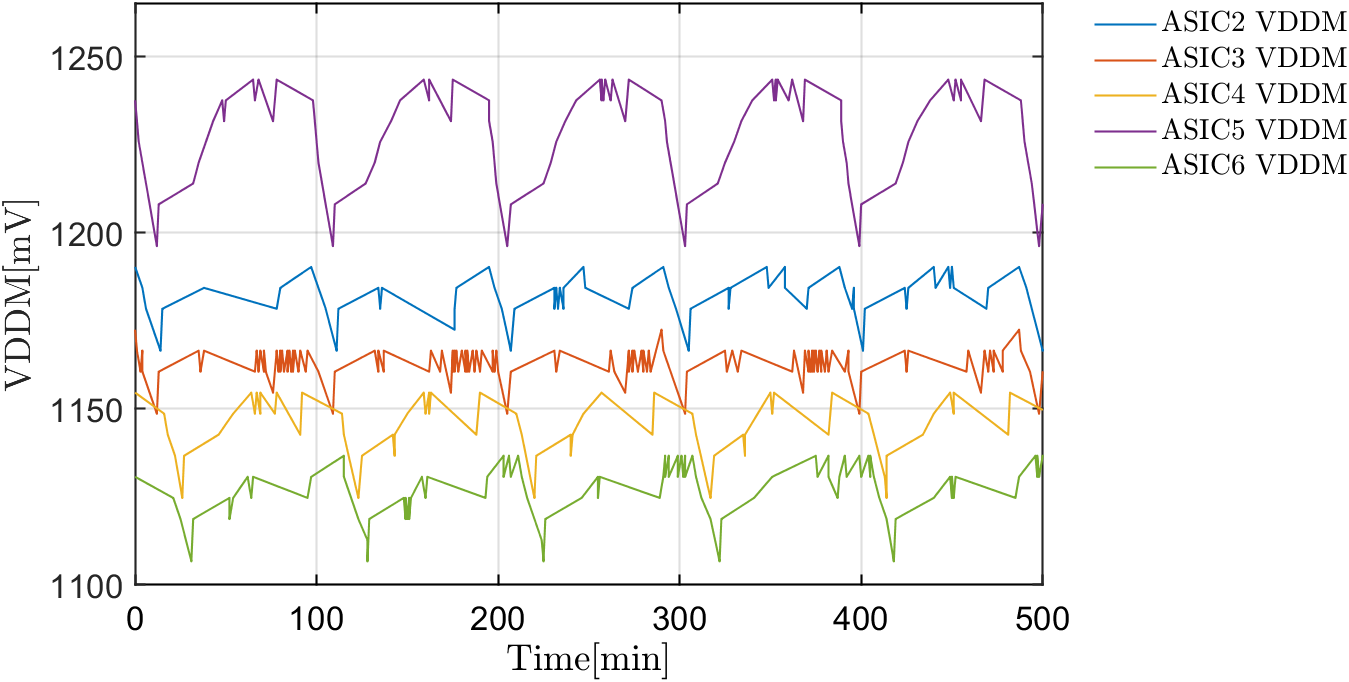 ASIC2 VDDM
ASIC3 VDDM
ASIC4 VDDM
ASIC5 VDDM
ASIC6 VDDM
VDDM[mV]
1250
1200
1150
1100
0 100 200 300 400 500
Time[min]